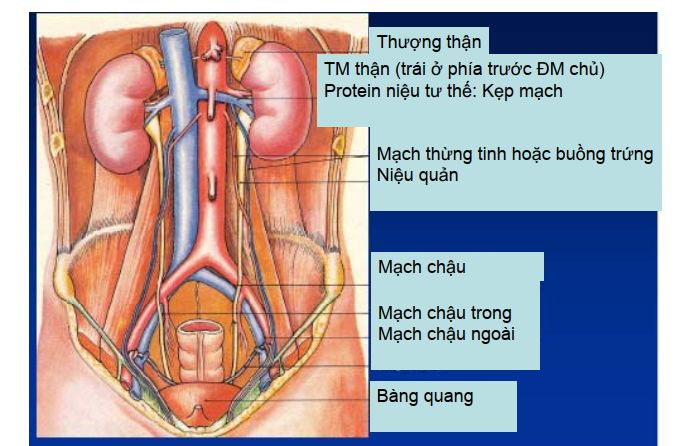 Thượng thận
TM thận (trái ở phía trước ĐM chủ)
Protein niệu tư thế: Kẹp mạch
Mạch thừng tinh hoặc buồng trứng
Niệu quản
Mạch chậu
Mạch chậu trong
Mạch chậu ngoài
Bàng quang